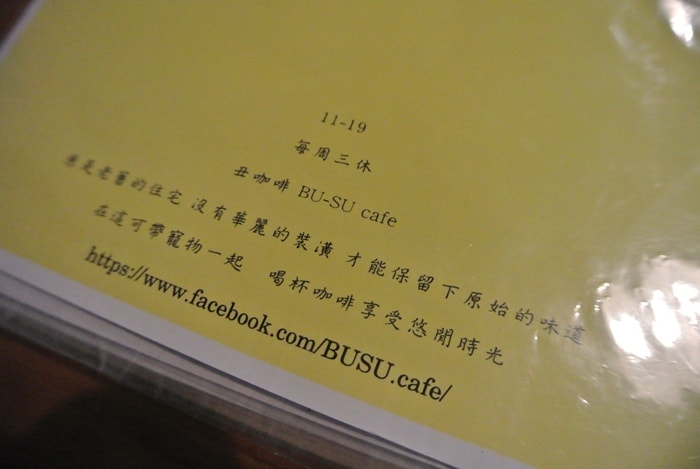 11-19
每周三休
丑咖啡 BU-SU cafe
是老舊的住宅 沒有華麗的裝潢 才能保留下原始的味道
在這可帶寵物一起 喝杯咖啡享受悠閒時光
https://www.facebook.com/BUSU.cafe/